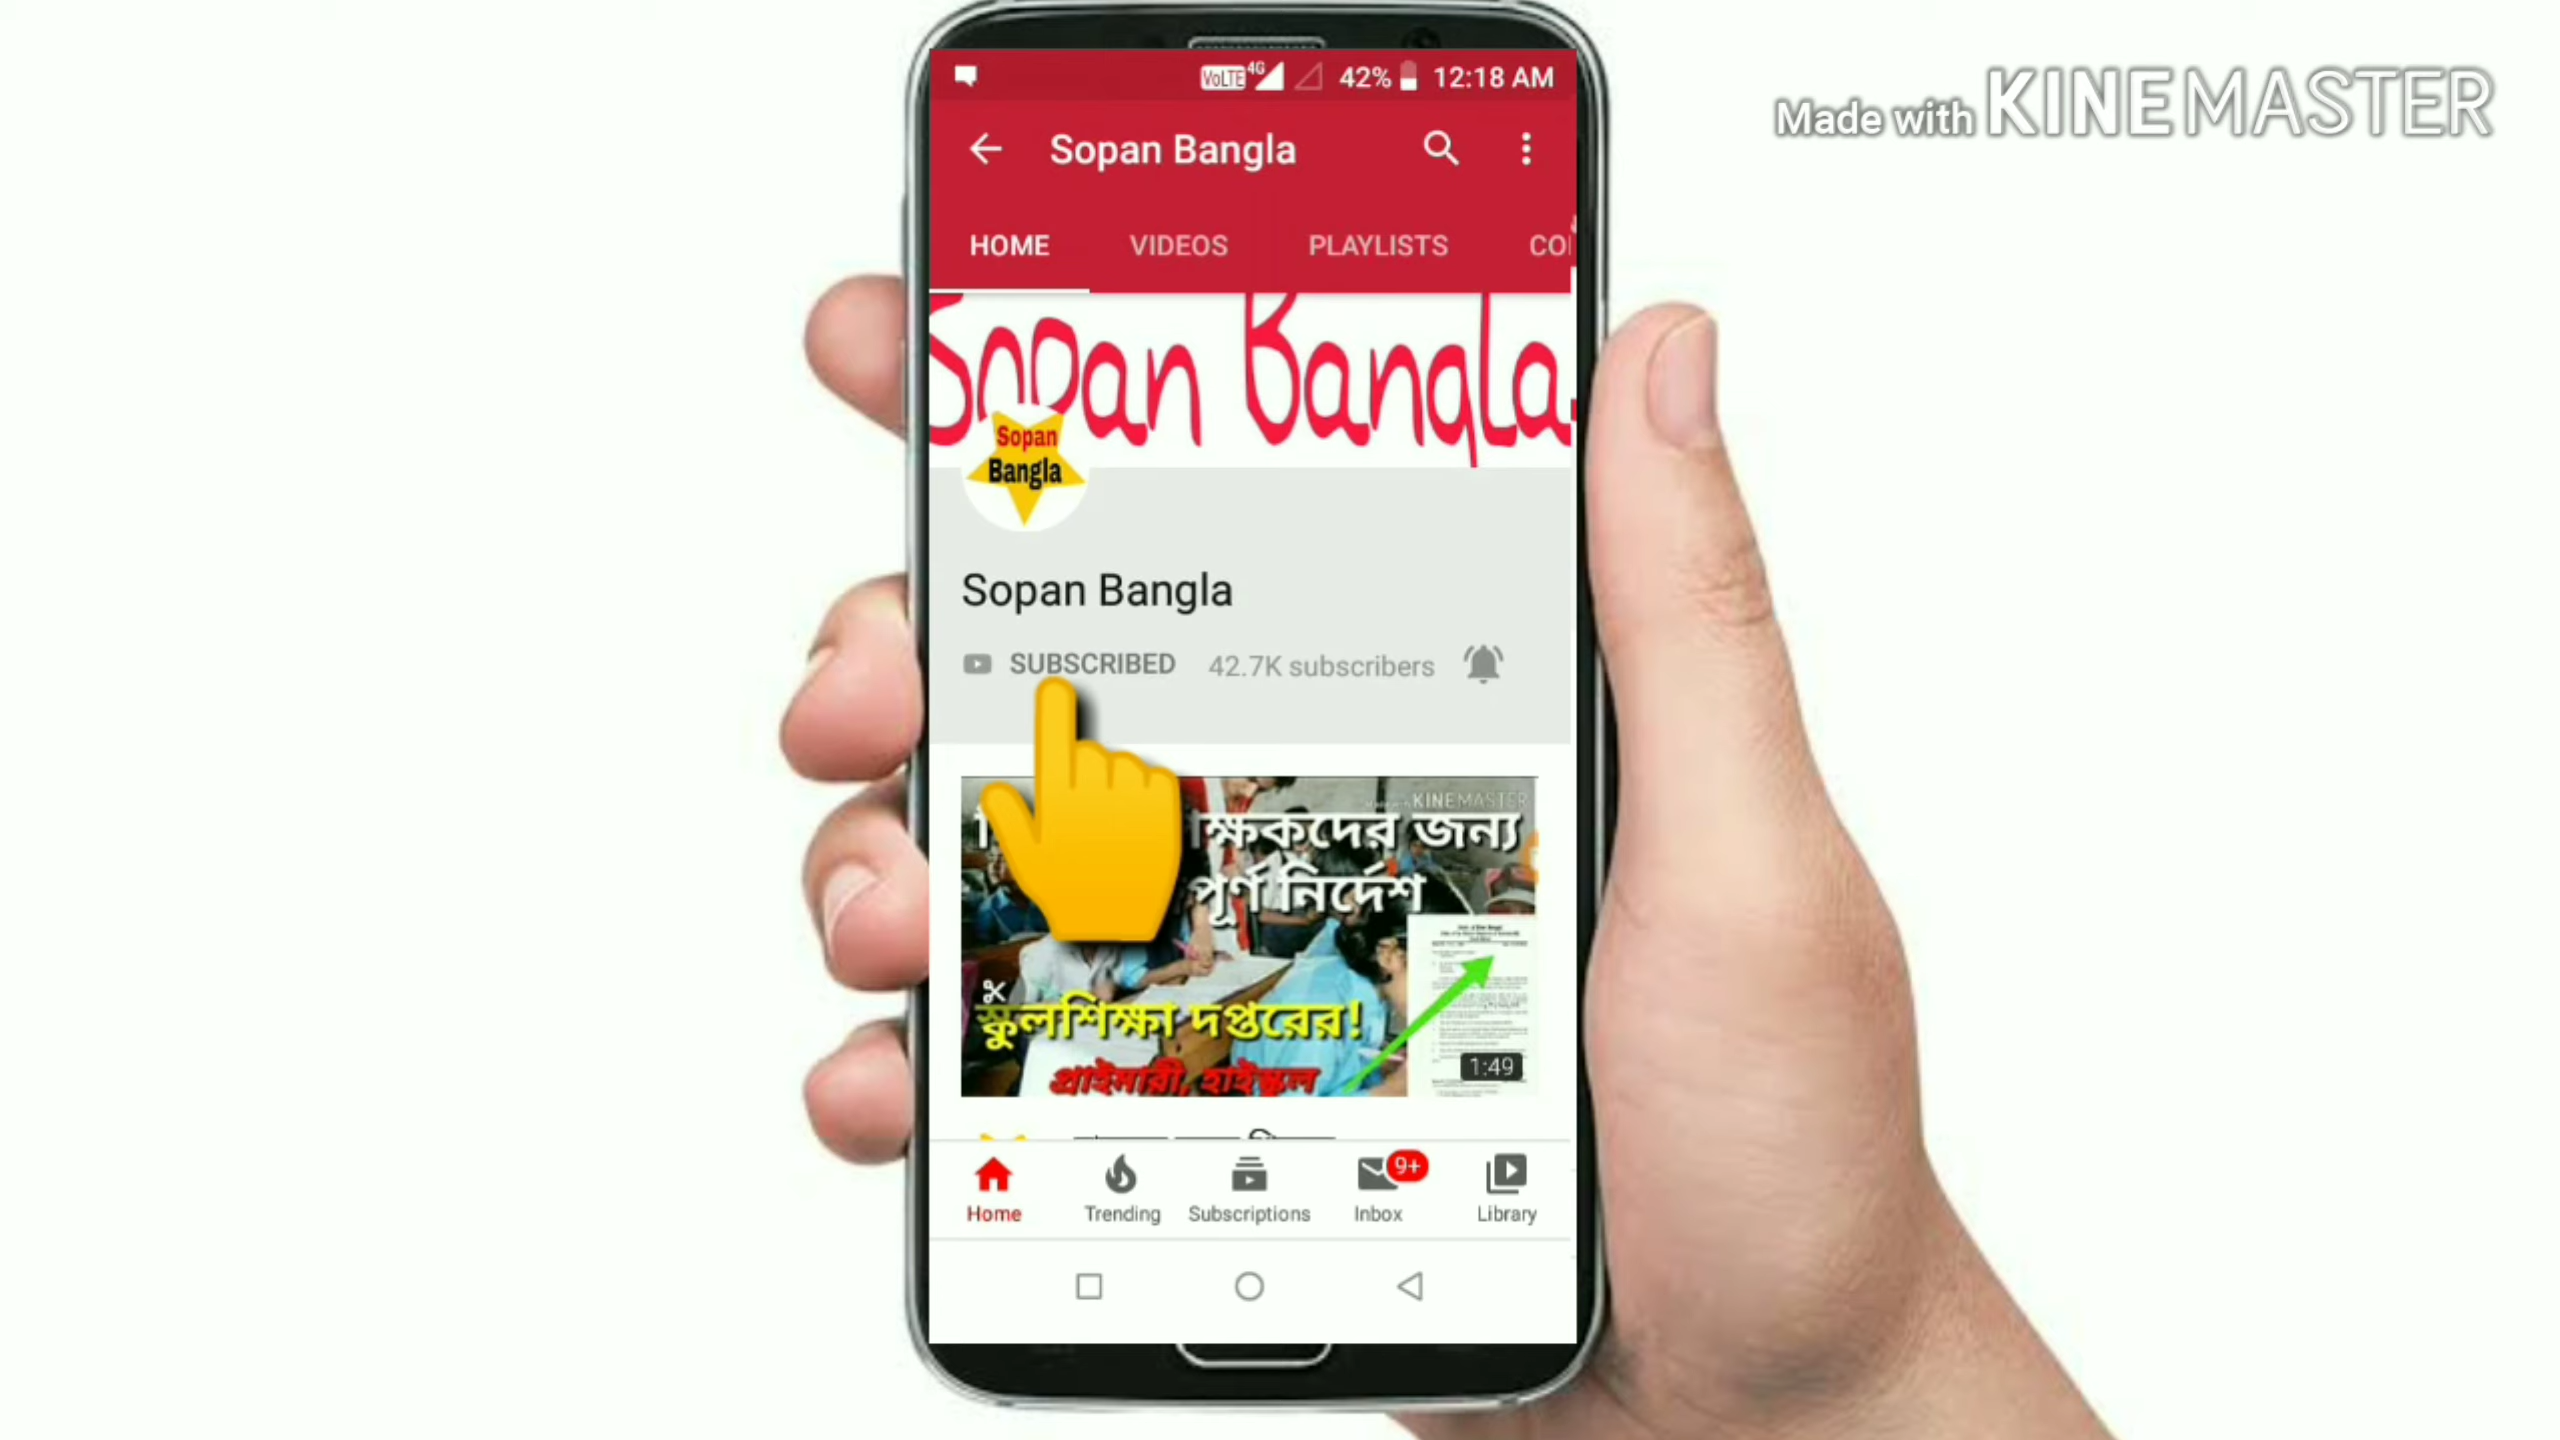 VoLTE 4G 42% 12:18 AM
Made with KINEMASTER
Sopan Bangla
HOME VIDEOS PLAYLISTS
Sopan Bangla
Sopan
Bangla
Sopan Bangla
SUBSCRIBED 42.7K subscribers
Made with KINEMASTER
জন্য
নির্দেশ
স্কুলশিক্ষা দপ্তরের!
প্রাইমারী, হাইস্কুল
1:49
9+
Home Trending Subscriptions Inbox Library